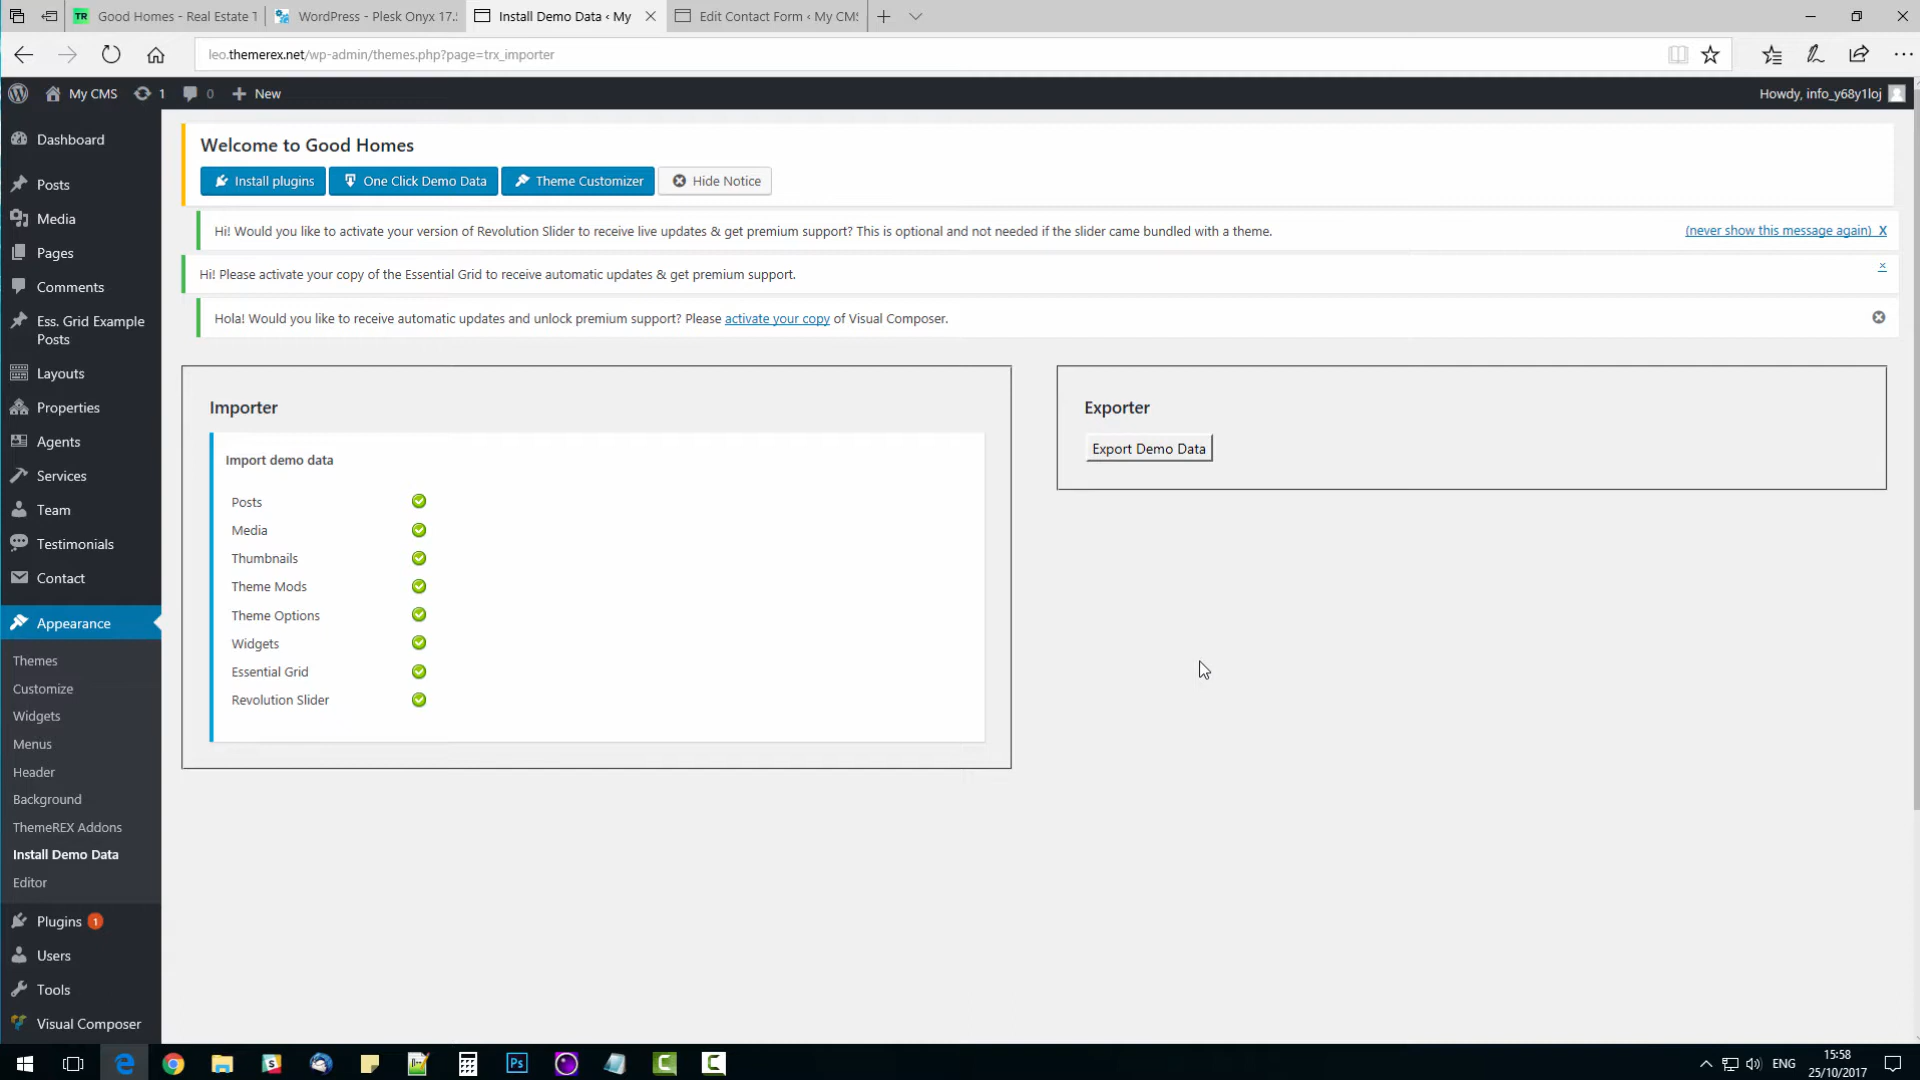 Good Homes - Real Estate T
WordPress - Plesk Onyx 17.5
Install Demo Data ‹ My
Edit Contact Form ‹ My CMS
leo.themerex.net/wp-admin/themes.php?page=trx_importer
My CMS
1
0
New
Howdy, info_y68y1loj
Dashboard
Posts
Media
Pages
Comments
Ess. Grid Example
Posts
Layouts
Properties
Agents
Services
Team
Testimonials
Contact
Appearance
Themes
Customize
Widgets
Menus
Header
Background
ThemeREX Addons
Install Demo Data
Editor
Plugins 1
Users
Tools
Visual Composer
Welcome to Good Homes
Install plugins
One Click Demo Data
Theme Customizer
Hide Notice
Hi! Would you like to activate your version of Revolution Slider to receive live updates & get premium support? This is optional and not needed if the slider came bundled with a theme.
(never show this message again) X
Hi! Please activate your copy of the Essential Grid to receive automatic updates & get premium support.
Hola! Would you like to receive automatic updates and unlock premium support? Please activate your copy of Visual Composer.
Importer
Import demo data
Posts
Media
Thumbnails
Theme Mods
Theme Options
Widgets
Essential Grid
Revolution Slider
Exporter
Export Demo Data
ENG
15:58
25/10/2017